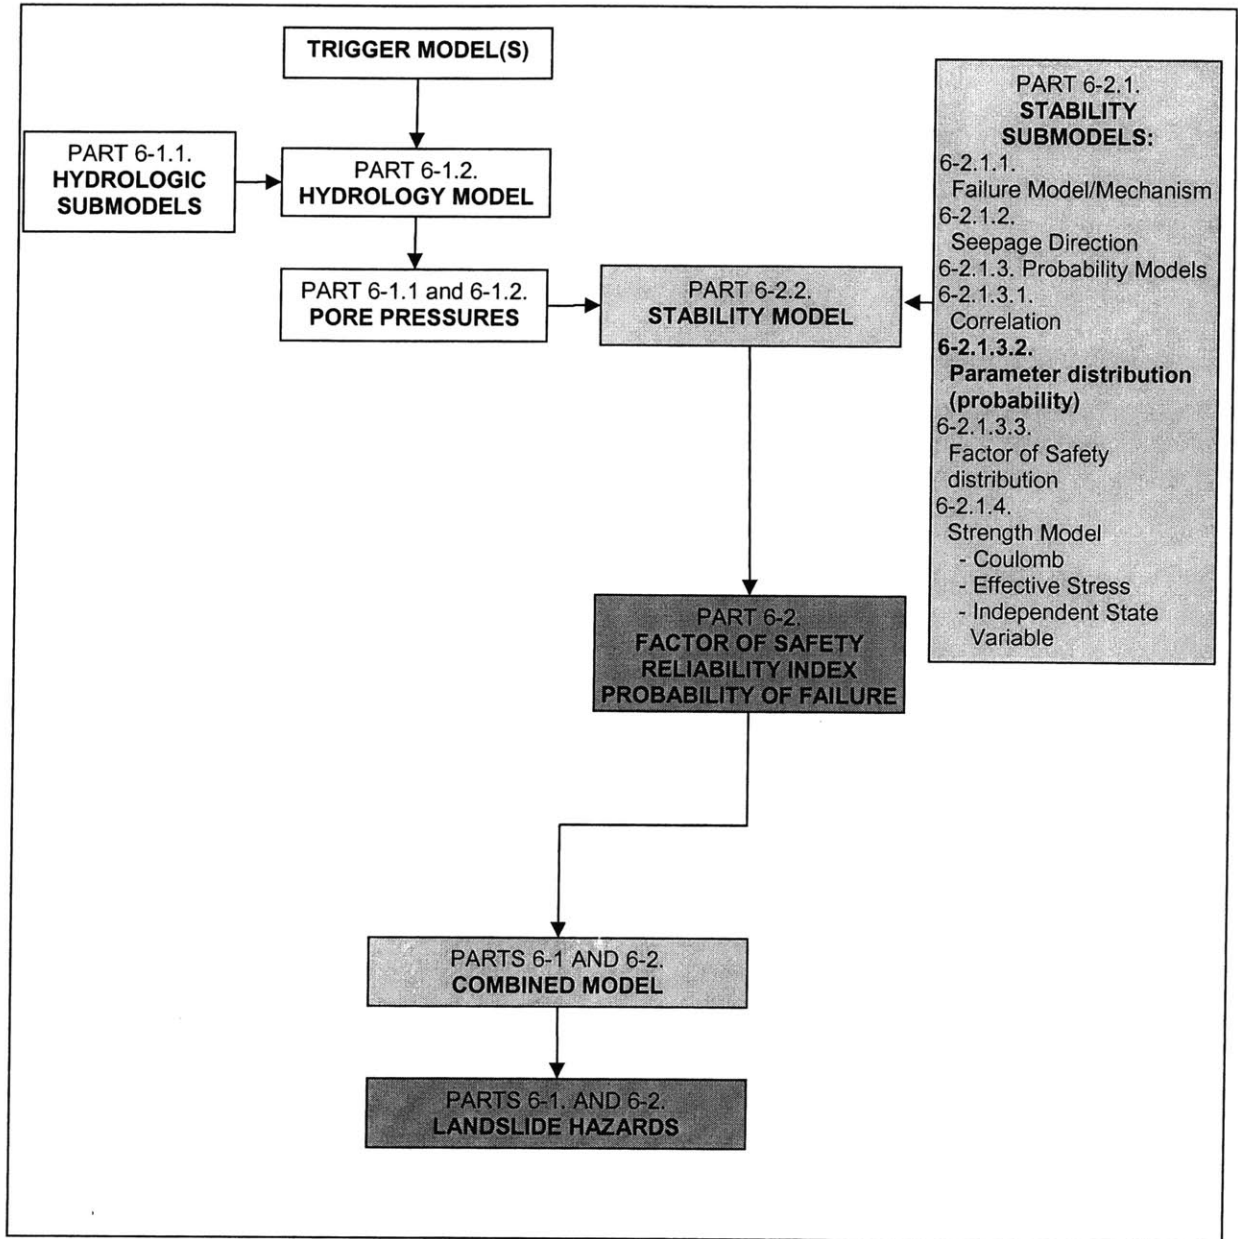 TRIGGER MODEL(S)
PART 6-1.1.
HYDROLOGIC
SUBMODELS
PART 6-1.2.
HYDROLOGY MODEL
PART 6-1.1 and 6-1.2.
PORE PRESSURES
PART 6-2.2.
STABILITY MODEL
PART 6-2.1.
STABILITY
SUBMODELS:
6-2.1.1.
Failure Model/Mechanism
6-2.1.2.
Seepage Direction
6-2.1.3. Probability Models
6-2.1.3.1.
Correlation
6-2.1.3.2.
Parameter distribution
(probability)
6-2.1.3.3.
Factor of Safety
distribution
6-2.1.4.
Strength Model
- Coulomb
- Effective Stress
- Independent State
Variable
PART 6-2.
FACTOR OF SAFETY
RELIABILITY INDEX
PROBABILITY OF FAILURE
PARTS 6-1 AND 6-2.
COMBINED MODEL
PARTS 6-1. AND 6-2.
LANDSLIDE HAZARDS